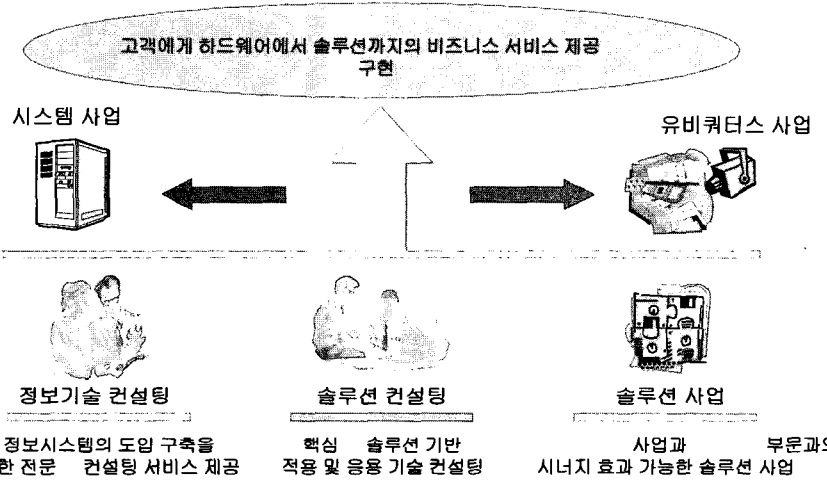 고객에게 하드웨어에서 솔루션까지의 비즈니스 서비스 제공
구현
시스템 사업
유비쿼터스 사업
정보기술 컨설팅
솔루션 컨설팅
솔루션 사업
정보시스템의 도입 구축을
한 전문 컨설팅 서비스 제공
핵심 솔루션 기반
적용 및 응용 기술 컨설팅
사업과 부문과의
시너지 효과 가능한 솔루션 사업